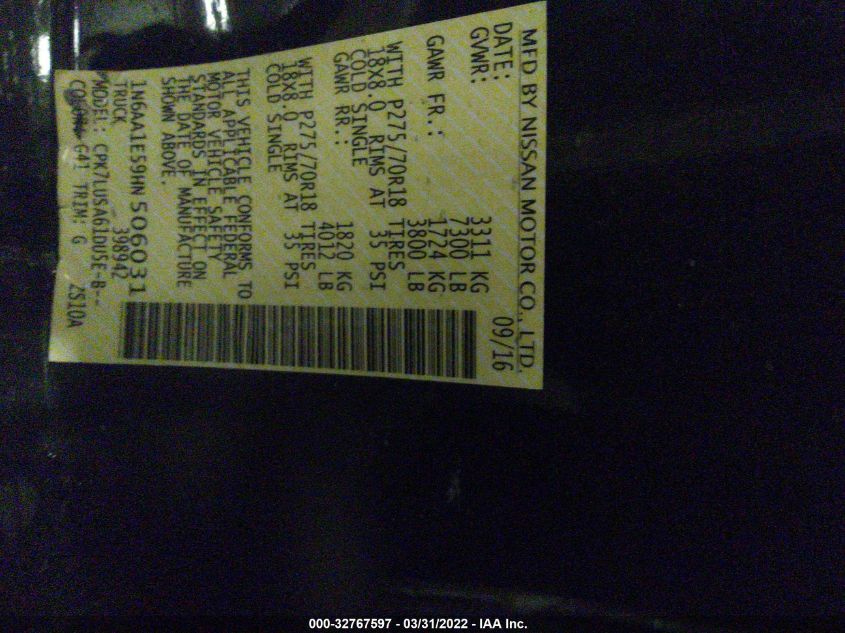 MFD BY NISSAN MOTOR CO., LTD.
DATE: 09/16
GVWR: 3311 KG
7300 LB
GAWR FR.: 1724 KG
3800 LB
WITH P275/70R18 TIRES
18X8.0 RIMS AT 35 PSI
COLD SINGLE
GAWR RR.: 1820 KG
4012 LB
WITH P275/70R18 TIRES
18X8.0 RIMS AT 35 PSI
COLD SINGLE
THIS VEHICLE CONFORMS TO
ALL APPLICABLE FEDERAL
MOTOR VEHICLE SAFETY
STANDARDS IN EFFECT ON
THE DATE OF MANUFACTURE
SHOWN ABOVE.
1N6AA1E59HN506031
TRUCK 398942
MODEL: CPK7LUSA61DUSE-B--
G41 TRIM: G 2S10A
000-32767597 - 03/31/2022 - IAA Inc.